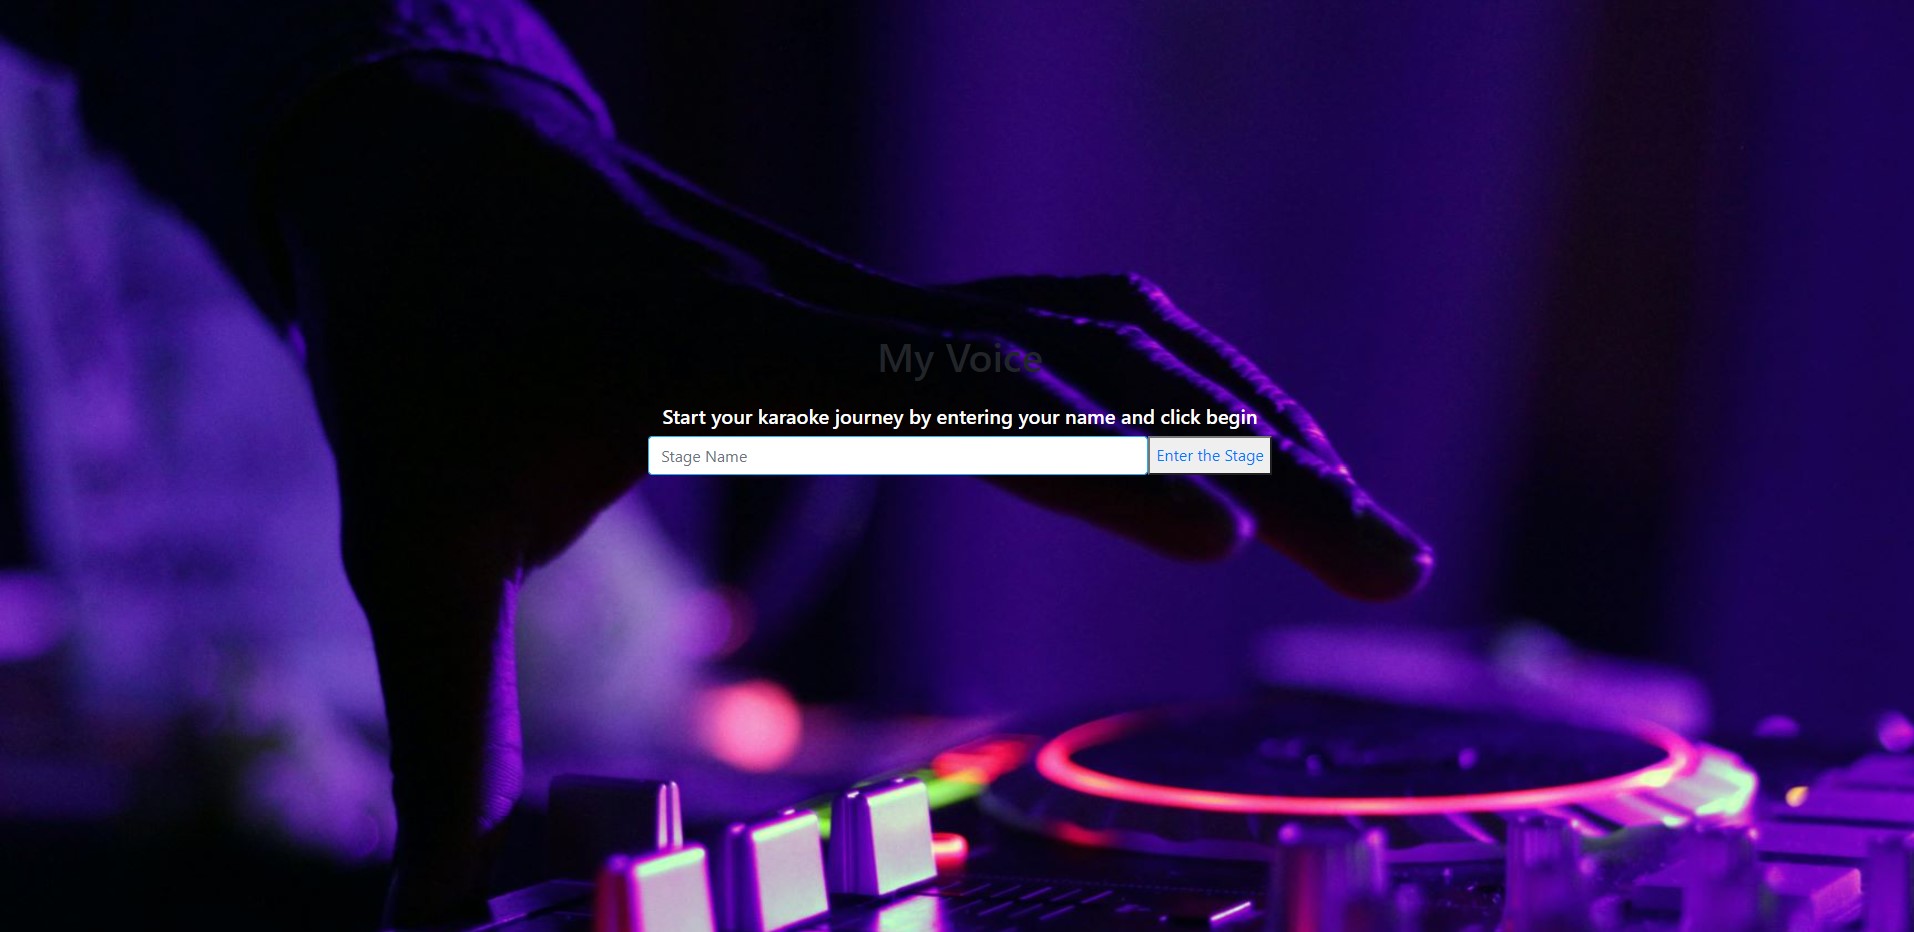 My Voice
Start your karaoke journey by entering your name and click begin
Stage Name
Enter the Stage